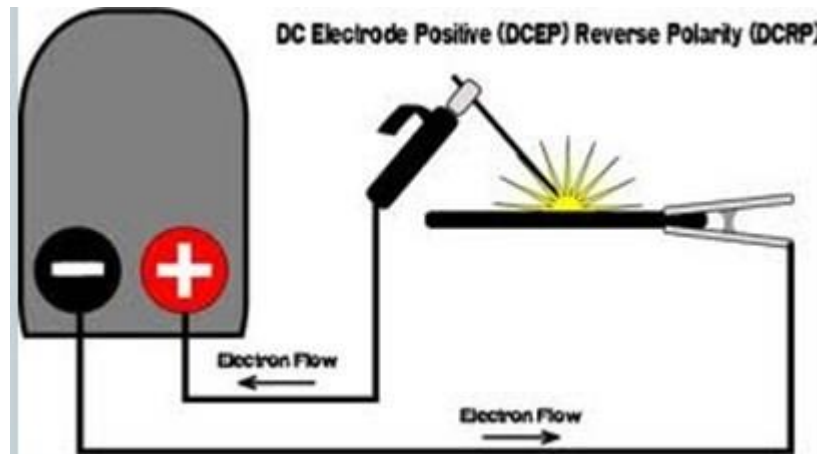 DC Electrode Positive (DCEP) Reverse Polarity (DCRP)
Electron Flow
Electron Flow